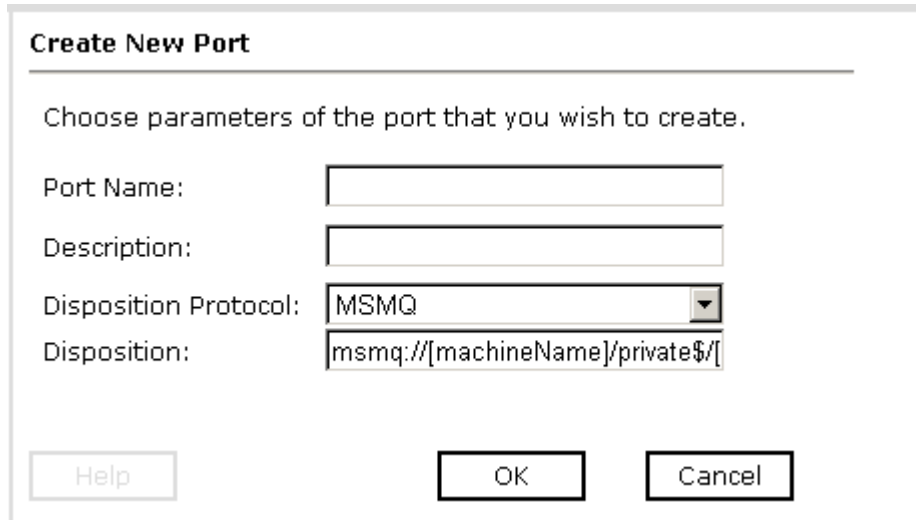 Create New Port
Choose parameters of the port that you wish to create.
Port Name:
Description:
Disposition Protocol: MSMQ
Disposition: msmq://[machineName]/private$/[
Help OK Cancel